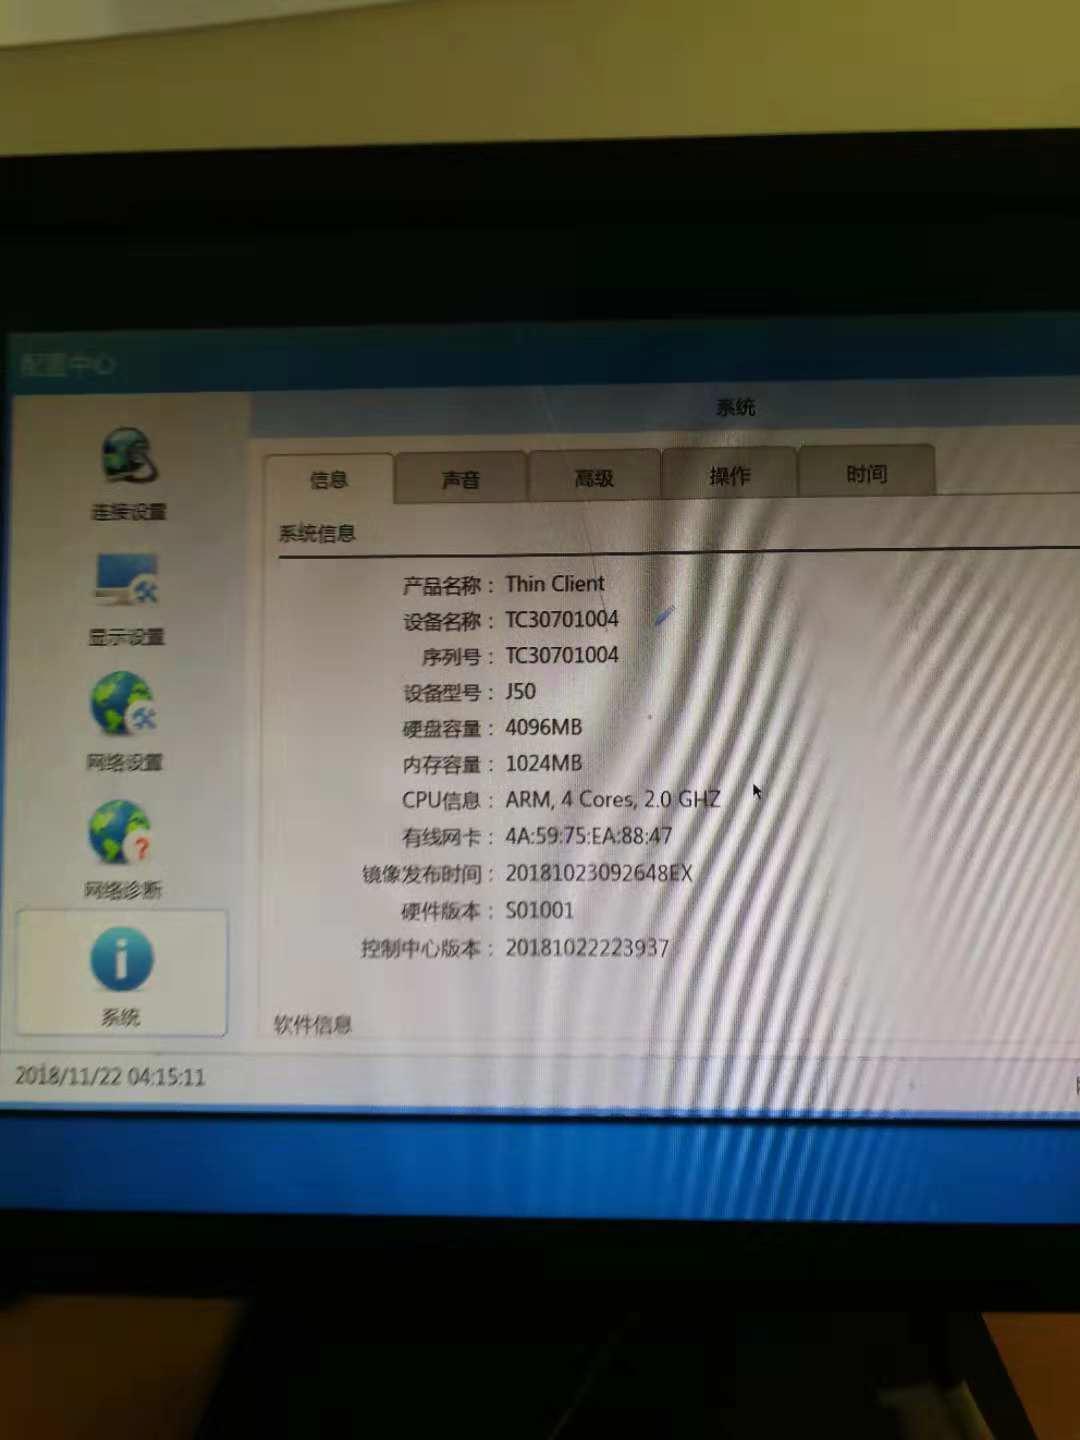 配置中心
系统
连接设置
显示设置
网络设置
网络诊断
系统
信息 声音 高级 操作 时间
系统信息
产品名称： Thin Client
设备名称： TC30701004
序列号： TC30701004
设备型号： J50
硬盘容量： 4096MB
内存容量： 1024MB
CPU信息： ARM, 4 Cores, 2.0 GHZ
有线网卡： 4A:59:75:EA:88:47
镜像发布时间： 20181023092648EX
硬件版本： S01001
控制中心版本： 20181022223937
软件信息
2018/11/22 04:15:11